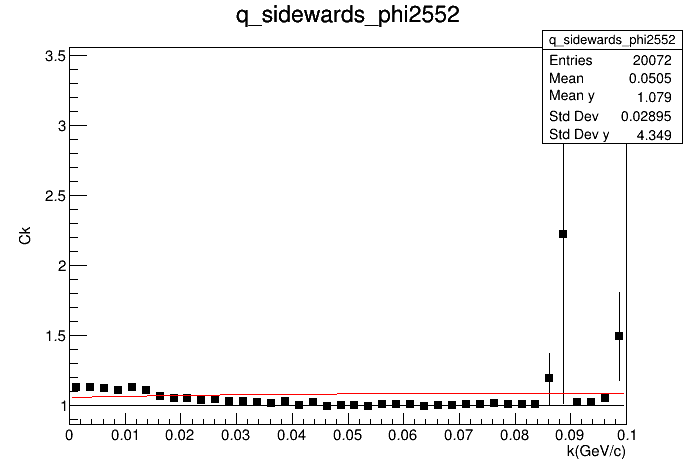 q_sidewards_phi2552
q_sidewards_phi2552
Entries 20072
Mean 0.0505
Mean y 1.079
Std Dev 0.02895
Std Dev y 4.349
Ck
3.5
3
2.5
2
1.5
1
0 0.01 0.02 0.03 0.04 0.05 0.06 0.07 0.08 0.09 0.1
k(GeV/c)